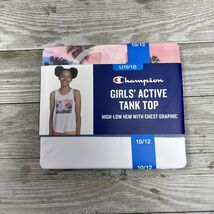 10/12
L(10/12)
Champion
GIRLS' ACTIVE
TANK TOP
HIGH-LOW HEM WITH CHEST GRAPHIC
10/12
10/12